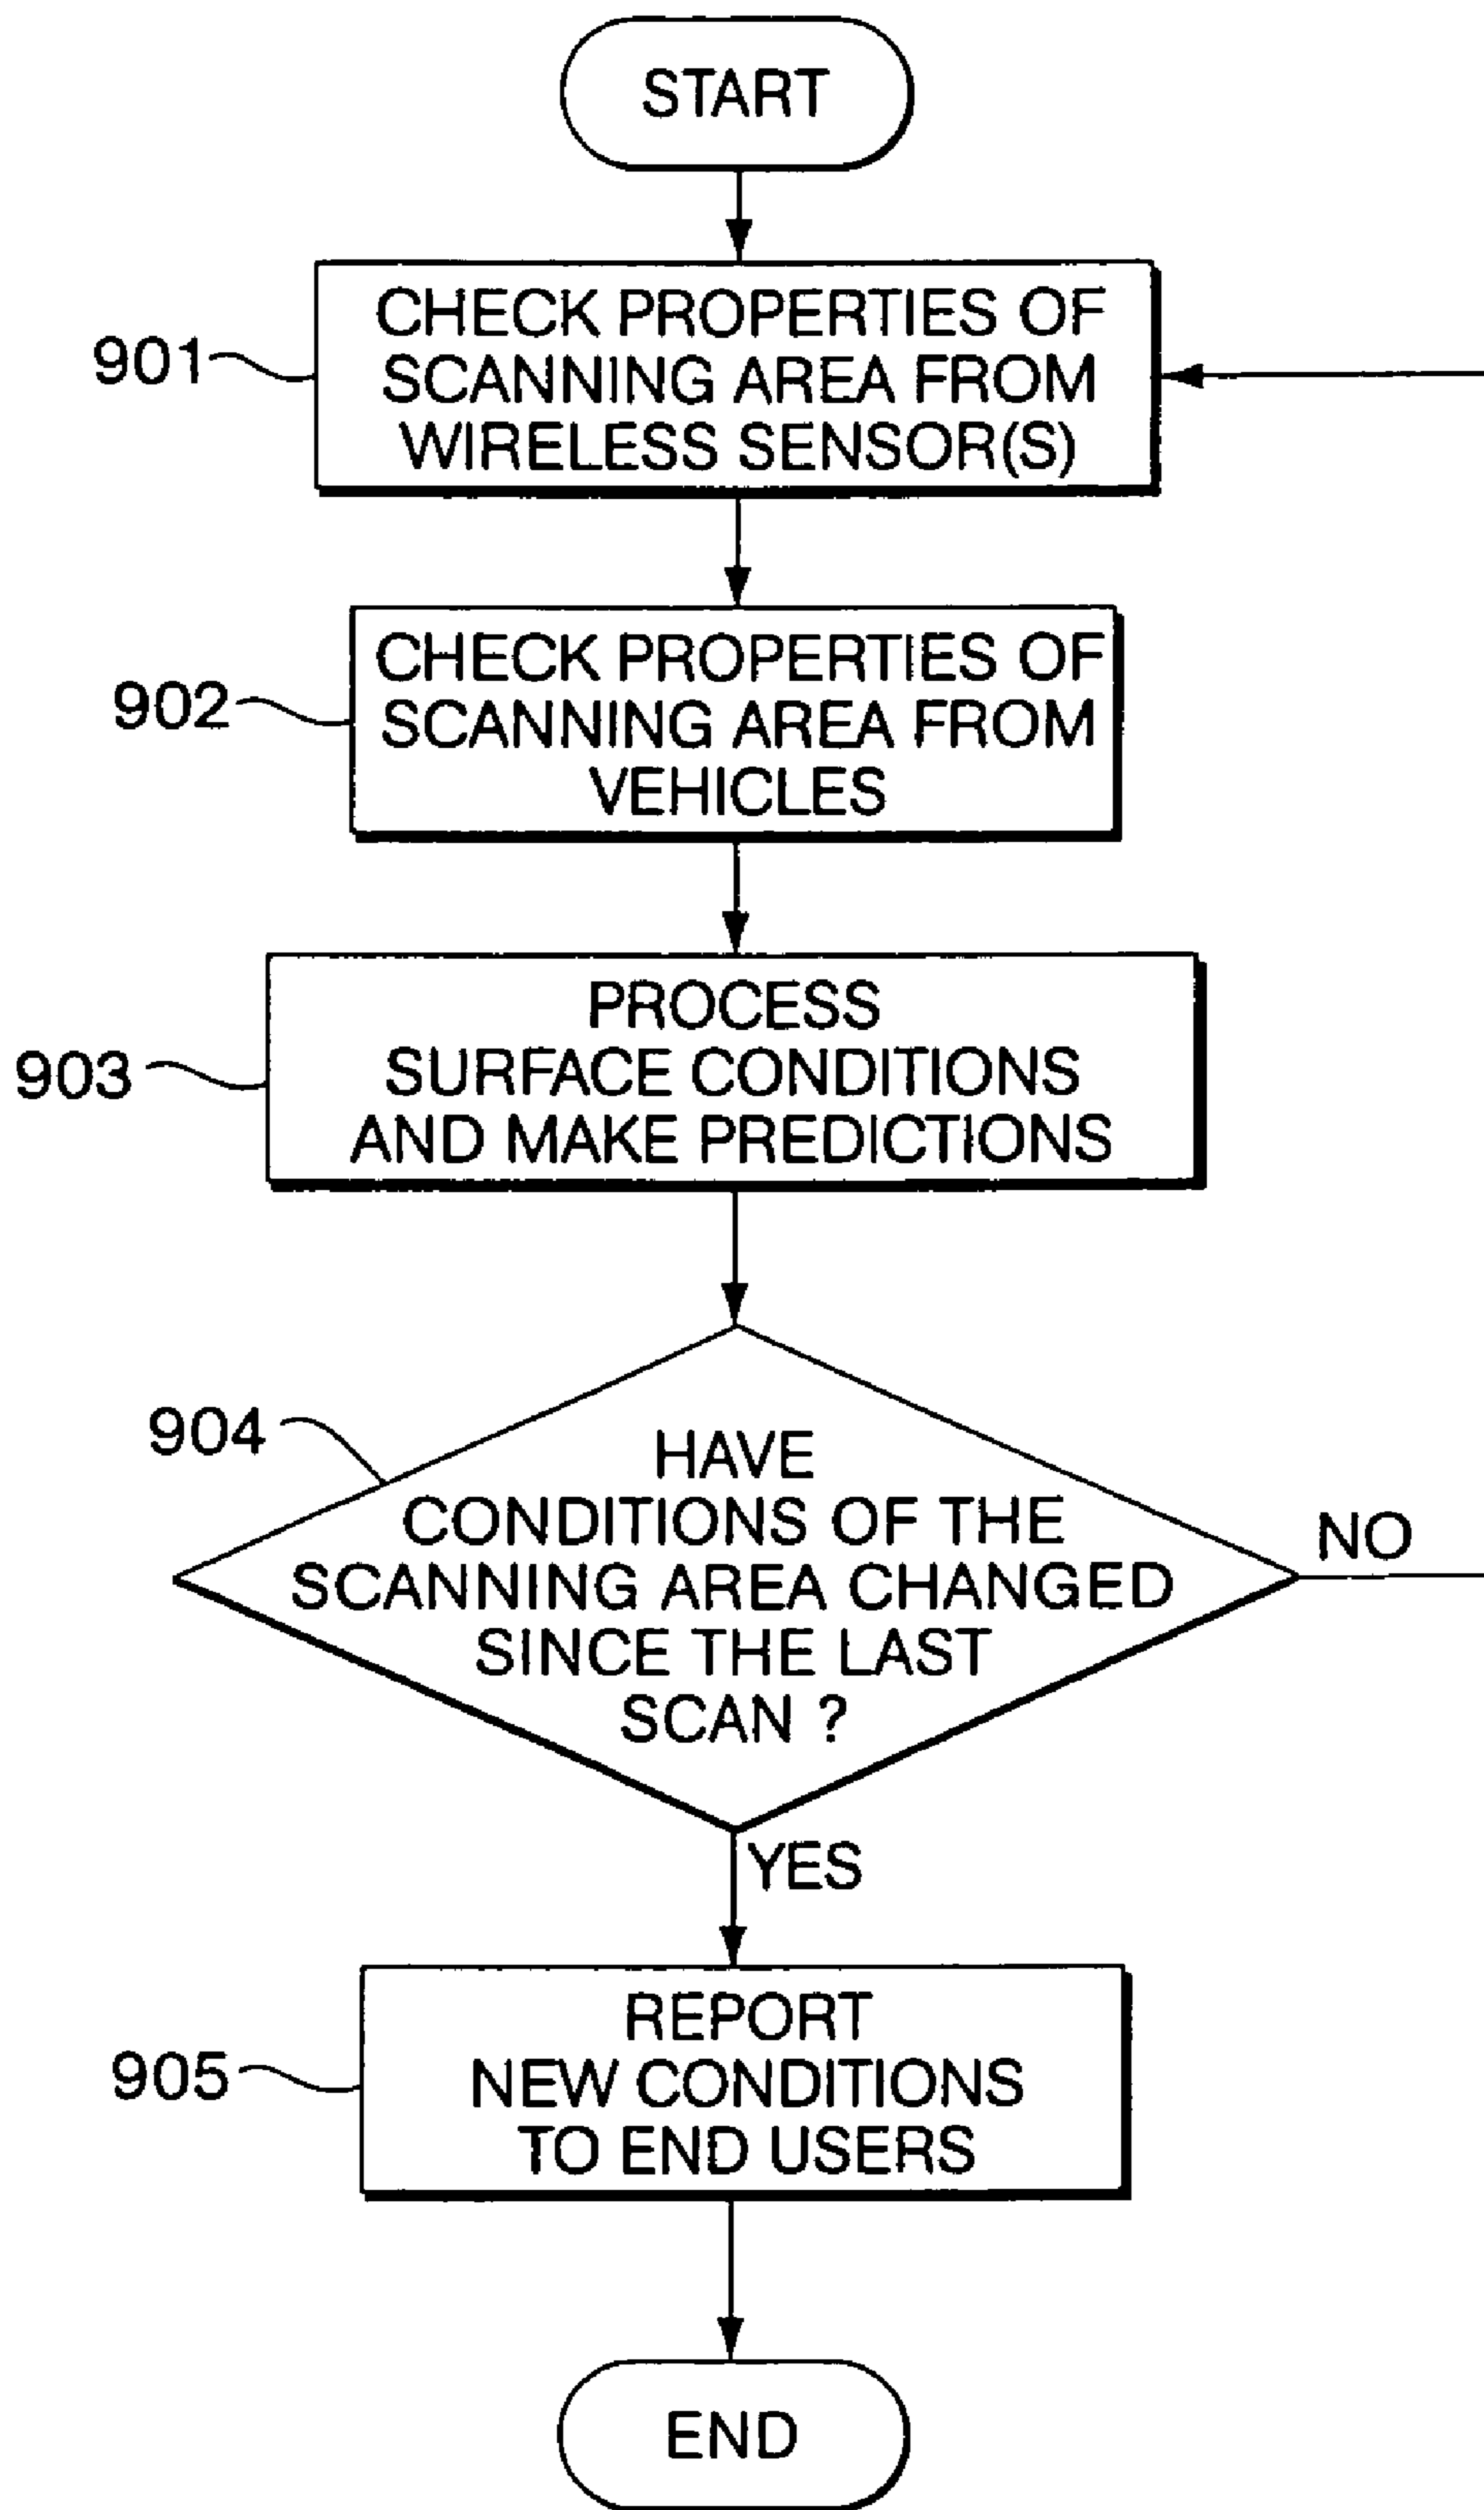 START
901
CHECK PROPERTIES OF
SCANNING AREA FROM
WIRELESS SENSOR(S)
902
CHECK PROPERTIES OF
SCANNING AREA FROM
VEHICLES
903
PROCESS
SURFACE CONDITIONS
AND MAKE PREDICTIONS
904
HAVE
CONDITIONS OF THE
SCANNING AREA CHANGED
SINCE THE LAST
SCAN ?
NO
YES
905
REPORT
NEW CONDITIONS
TO END USERS
END